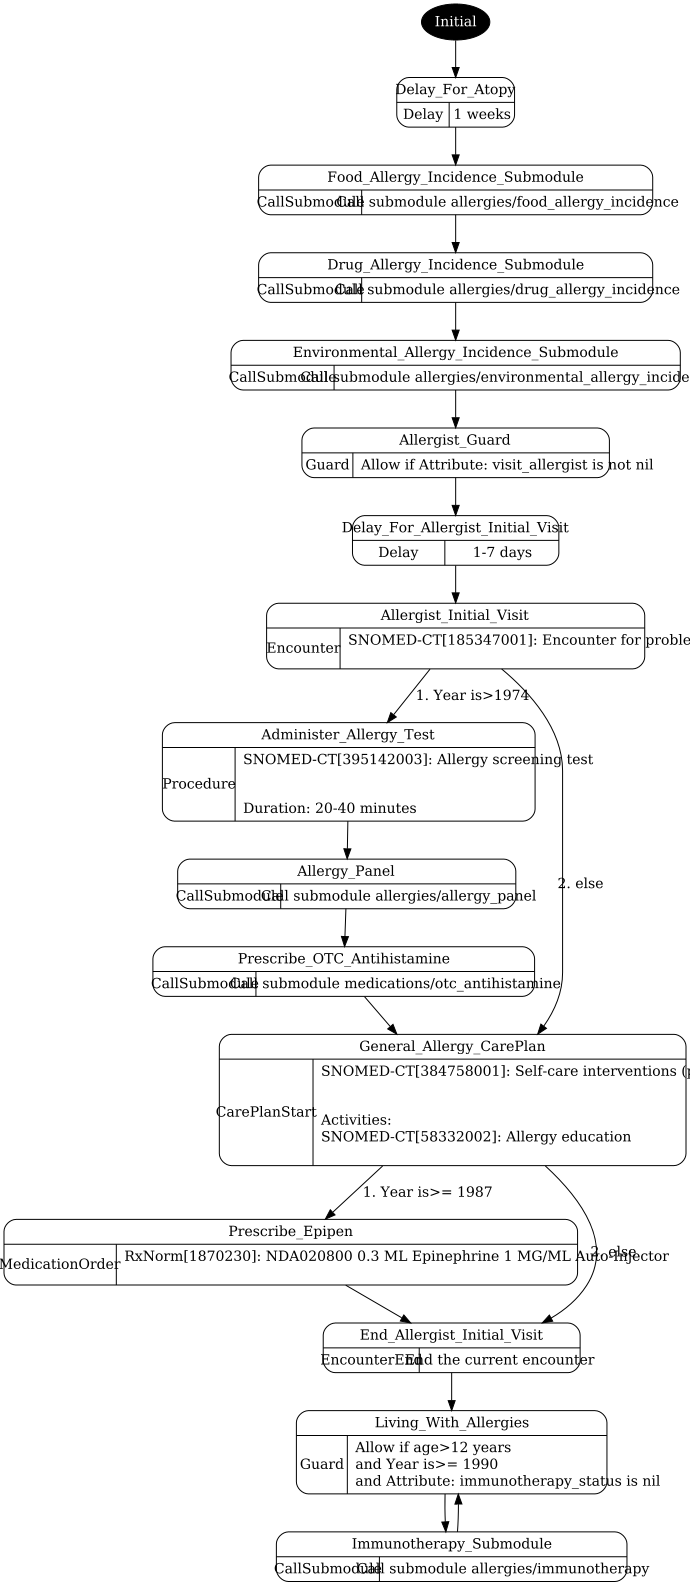 Initial
Delay_For_Atopy
Delay 1 weeks
Food_Allergy_Incidence_Submodule
CallSubmodule Call submodule allergies/food_allergy_incidence
Drug_Allergy_Incidence_Submodule
CallSubmodule Call submodule allergies/drug_allergy_incidence
Environmental_Allergy_Incidence_Submodule
CallSubmodule Call submodule allergies/environmental_allergy_incide
Allergist_Guard
Guard Allow if Attribute: visit_allergist is not nil
Delay_For_Allergist_Initial_Visit
Delay 1-7 days
Allergist_Initial_Visit
SNOMED-CT[185347001]: Encounter for proble
Encounter
1. Year is>1974
Administer_Allergy_Test
SNOMED-CT[395142003]: Allergy screening test
Procedure
Duration: 20-40 minutes
Allergy_Panel
2. else
CallSubmodule Call submodule allergies/allergy_panel
Prescribe_OTC_Antihistamine
CallSubmodule Call submodule medications/otc_antihistamine
General_Allergy_CarePlan
SNOMED-CT[384758001]: Self-care interventions (
CarePlanStart
Activities:
SNOMED-CT[58332002]: Allergy education
1. Year is>= 1987
Prescribe_Epipen
2. else
RxNorm[1870230]: NDA020800 0.3 ML Epinephrine 1 MG/ML Auto-Injector
MedicationOrder
End_Allergist_Initial_Visit
EncounterEnd End the current encounter
Living_With_Allergies
Allow if age>12 years
Guard and Year is>= 1990
and Attribute: immunotherapy_status is nil
Immunotherapy_Submodule
CallSubmodule Call submodule allergies/immunotherapy